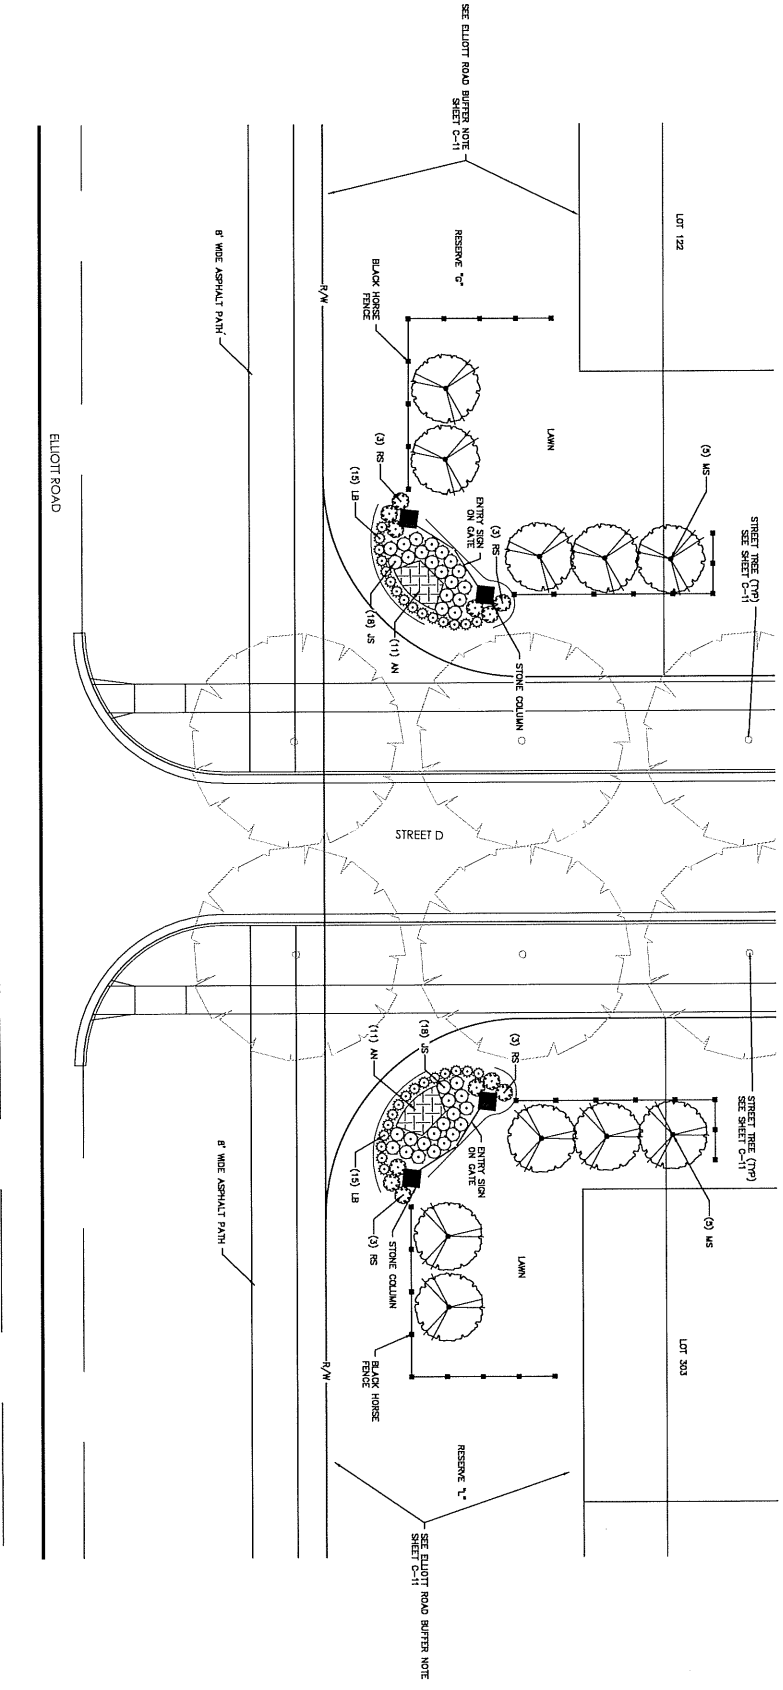 SEE ELLIOTT ROAD BUFFER NOTE
SHEET C-11
LOT 122
RESERVE "G"
8' WIDE ASPHALT PATH
R/W
BLACK HORSE
FENCE
LAWN
(5) MS
STREET TREE (TYP)
SEE SHEET C-11
(3) RS
(15) LB
ENTRY SIGN
ON GATE
(3) RS
(18) JS
(11) AN
STONE COLUMN
ELLIOTT ROAD
STREET D
(11) AN
(18) JS
(3) RS
STREET TREE (TYP)
SEE SHEET C-11
ENTRY SIGN
ON GATE
(15) LB
(3) RS
STONE COLUMN
(5) MS
LAWN
8' WIDE ASPHALT PATH
R/W
BLACK HORSE
FENCE
LOT 303
RESERVE "L"
SEE ELLIOTT ROAD BUFFER NOTE
SHEET C-11